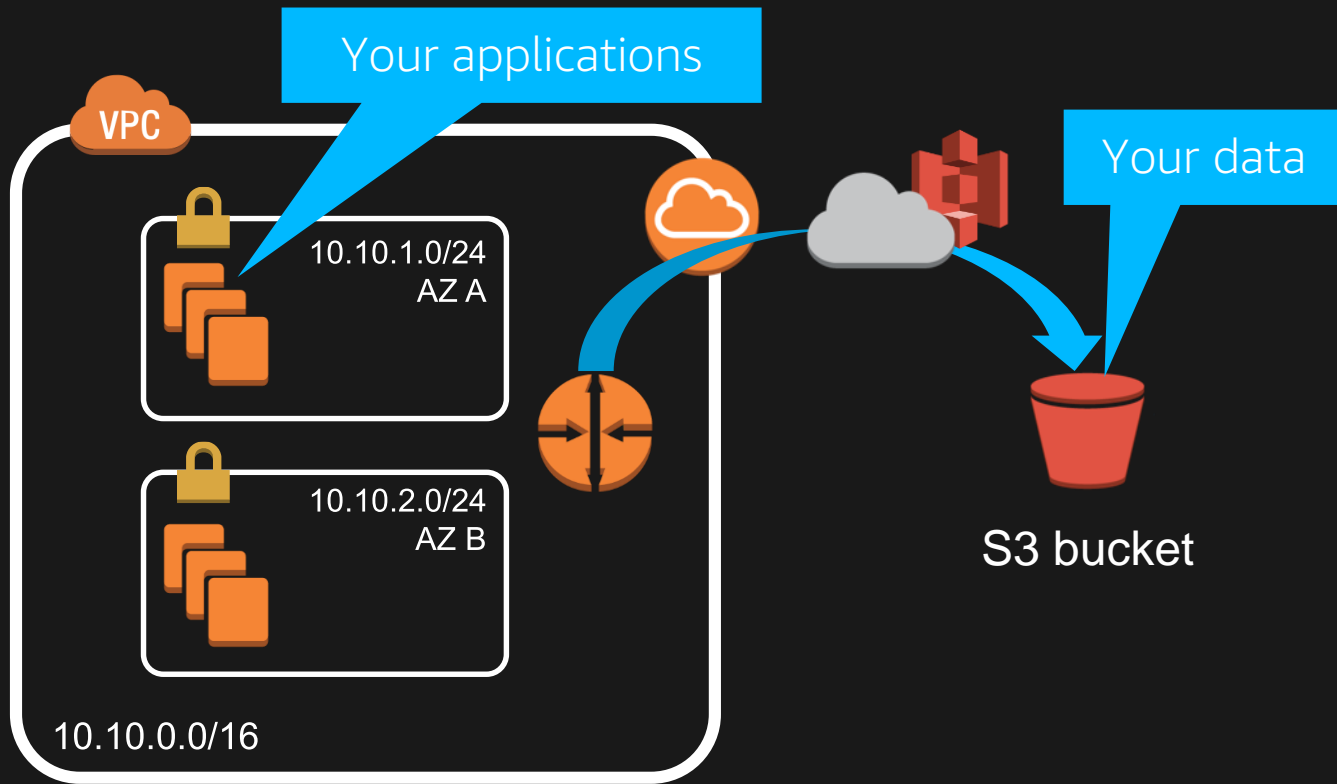 Your applications
VPC
Your data
10.10.1.0/24
AZ A
10.10.2.0/24
AZ B
S3 bucket
10.10.0.0/16